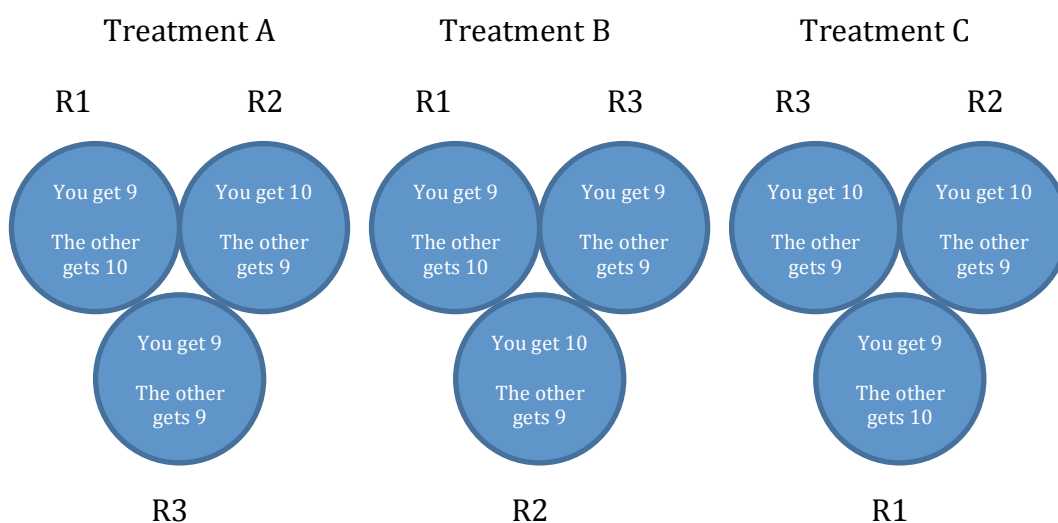 Treatment A
Treatment B
Treatment C
R1
R2
R1
R3
R3
R2
You get 9
The other
gets 10
You get 10
The other
gets 9
You get 9
The other
gets 10
You get 9
The other
gets 9
You get 10
The other
gets 9
You get 10
The other
gets 9
You get 9
The other
gets 9
You get 10
The other
gets 9
You get 9
The other
gets 10
R3
R2
R1